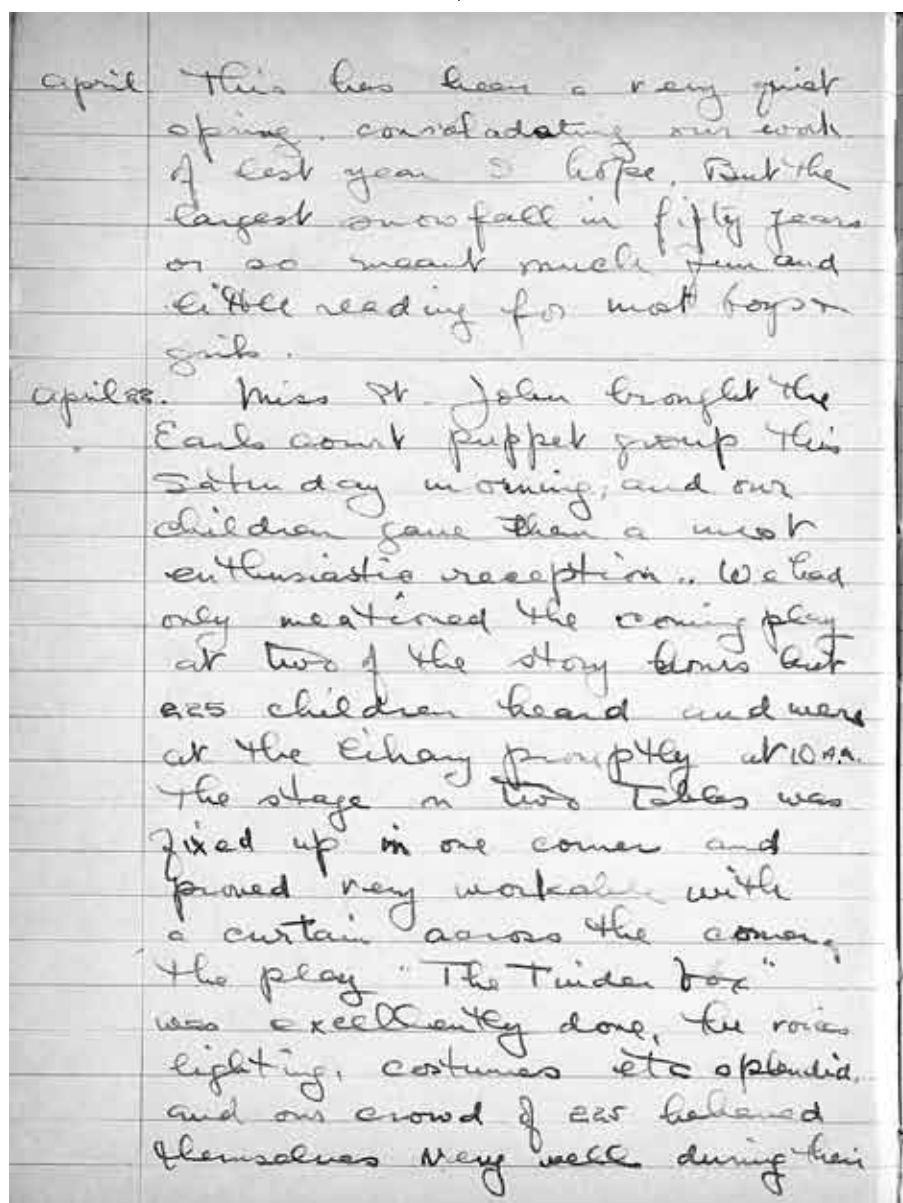 April This has been a very quiet
spring. consoladating our work
of last year I hope. But the
largest snowfall in fifty years
or so meant much fun and
little reading for most boys +
girls.
April 22. Miss St. John brought the
Earlscourt puppet group this
Saturday morning, and our
children gave them a most
enthusiastic reception.. We had
only mentioned the coming play
at two of the story hours but
225 children heard and were
at the library promptly at 10 A.M.
The stage on two tables was
fixed up in one corner and
proved very workable with
a curtain across the corner.
The play "The Tinder box"
was excellently done, the voices
lighting, costumes etc splendid.
and our crowd of 225 behaved
themselves very well during their